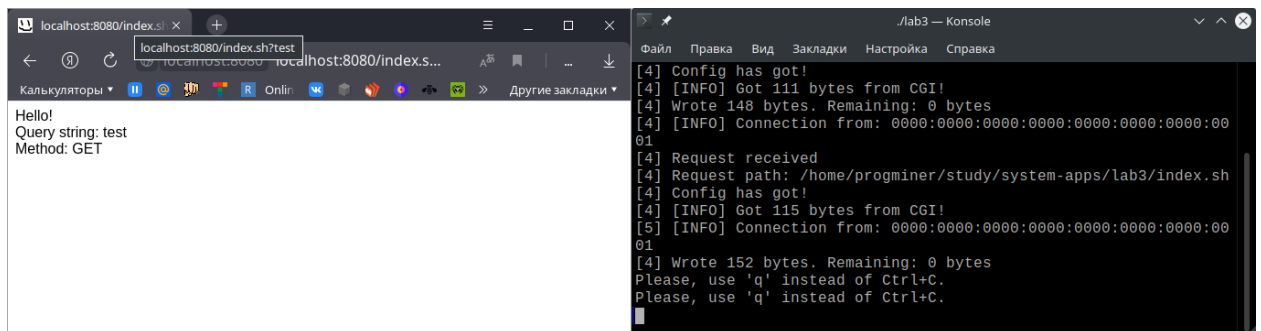 localhost:8080/index.sh
localhost:8080/index.sh?test
localhost:8080 localhost:8080/index.s...
Калькуляторы
Onlin
Другие закладки
Hello!
Query string: test
Method: GET
./lab3 — Konsole
Файл Правка Вид Закладки Настройка Справка
[4] Config has got!
[4] [INFO] Got 111 bytes from CGI!
[4] Wrote 148 bytes. Remaining: 0 bytes
[4] [INFO] Connection from: 0000:0000:0000:0000:0000:0000:0000:00
01
[4] Request received
[4] Request path: /home/progminer/study/system-apps/lab3/index.sh
[4] Config has got!
[4] [INFO] Got 115 bytes from CGI!
[5] [INFO] Connection from: 0000:0000:0000:0000:0000:0000:0000:00
01
[4] Wrote 152 bytes. Remaining: 0 bytes
Please, use 'q' instead of Ctrl+C.
Please, use 'q' instead of Ctrl+C.